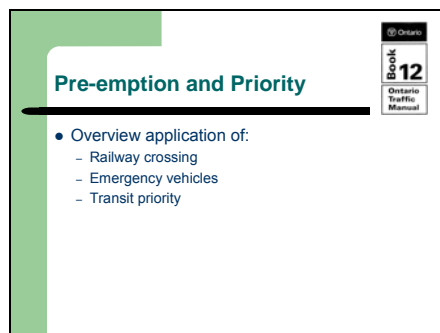 Ontario
Book
12
Ontario
Traffic
Manual
Pre-emption and Priority
● Overview application of:
– Railway crossing
– Emergency vehicles
– Transit priority